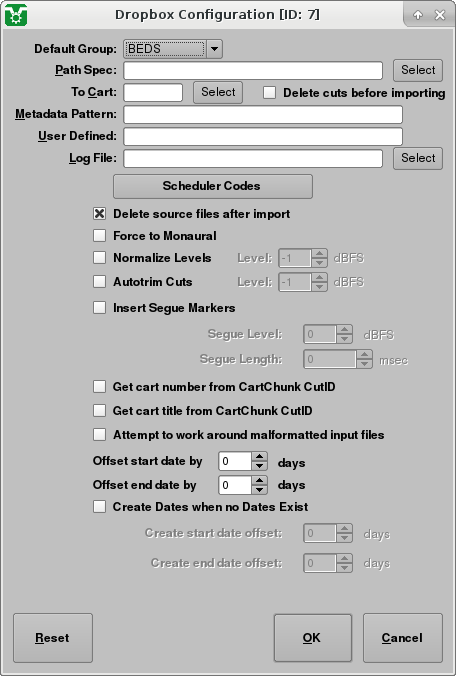 Dropbox Configuration [ID: 7]
Default Group: BEDS
Path Spec: Select
To Cart: Select Delete cuts before importing
Metadata Pattern:
User Defined:
Log File: Select
Scheduler Codes
Delete source files after import
Force to Monaural
Normalize Levels Level: -1 dBFS
Autotrim Cuts Level: -1 dBFS
Insert Segue Markers
Segue Level: 0 dBFS
Segue Length: 0 msec
Get cart number from CartChunk CutID
Get cart title from CartChunk CutID
Attempt to work around malformatted input files
Offset start date by 0 days
Offset end date by 0 days
Create Dates when no Dates Exist
Create start date offset: 0 days
Create end date offset: 0 days
Reset OK Cancel